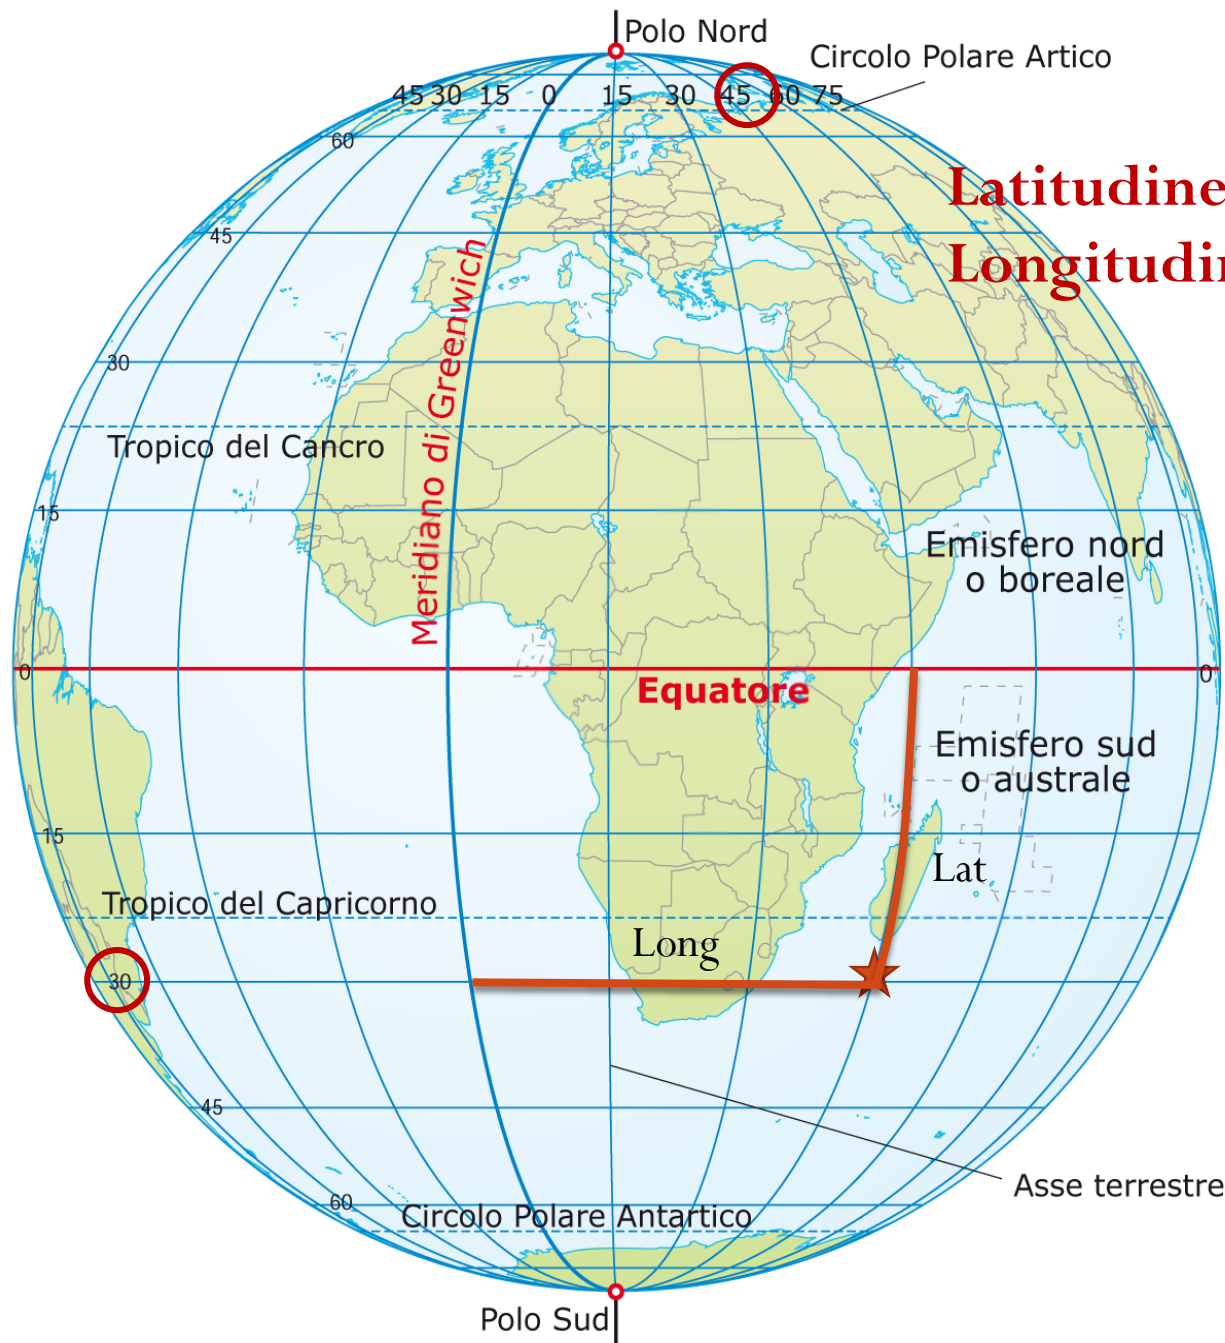 Polo Nord
Circolo Polare Artico
45 30 15 0 15 30 45 60 75
60
Latitudine
45
Longitudin
Meridiano di Greenwich
30
Tropico del Cancro
15
Emisfero nord
o boreale
0
0
Equatore
Emisfero sud
o australe
15
Lat
Tropico del Capricorno
Long
30
45
Asse terrestre
60
Circolo Polare Antartico
Polo Sud